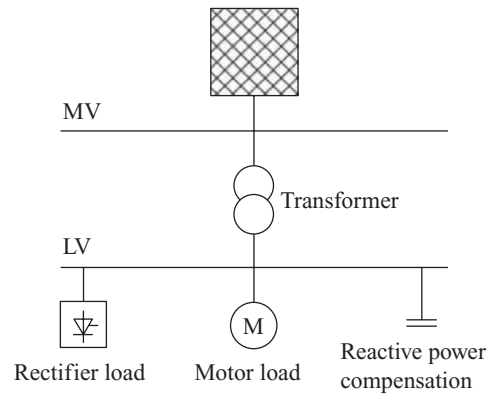 MV
Transformer
LV
M
Rectifier load
Motor load
Reactive power
compensation